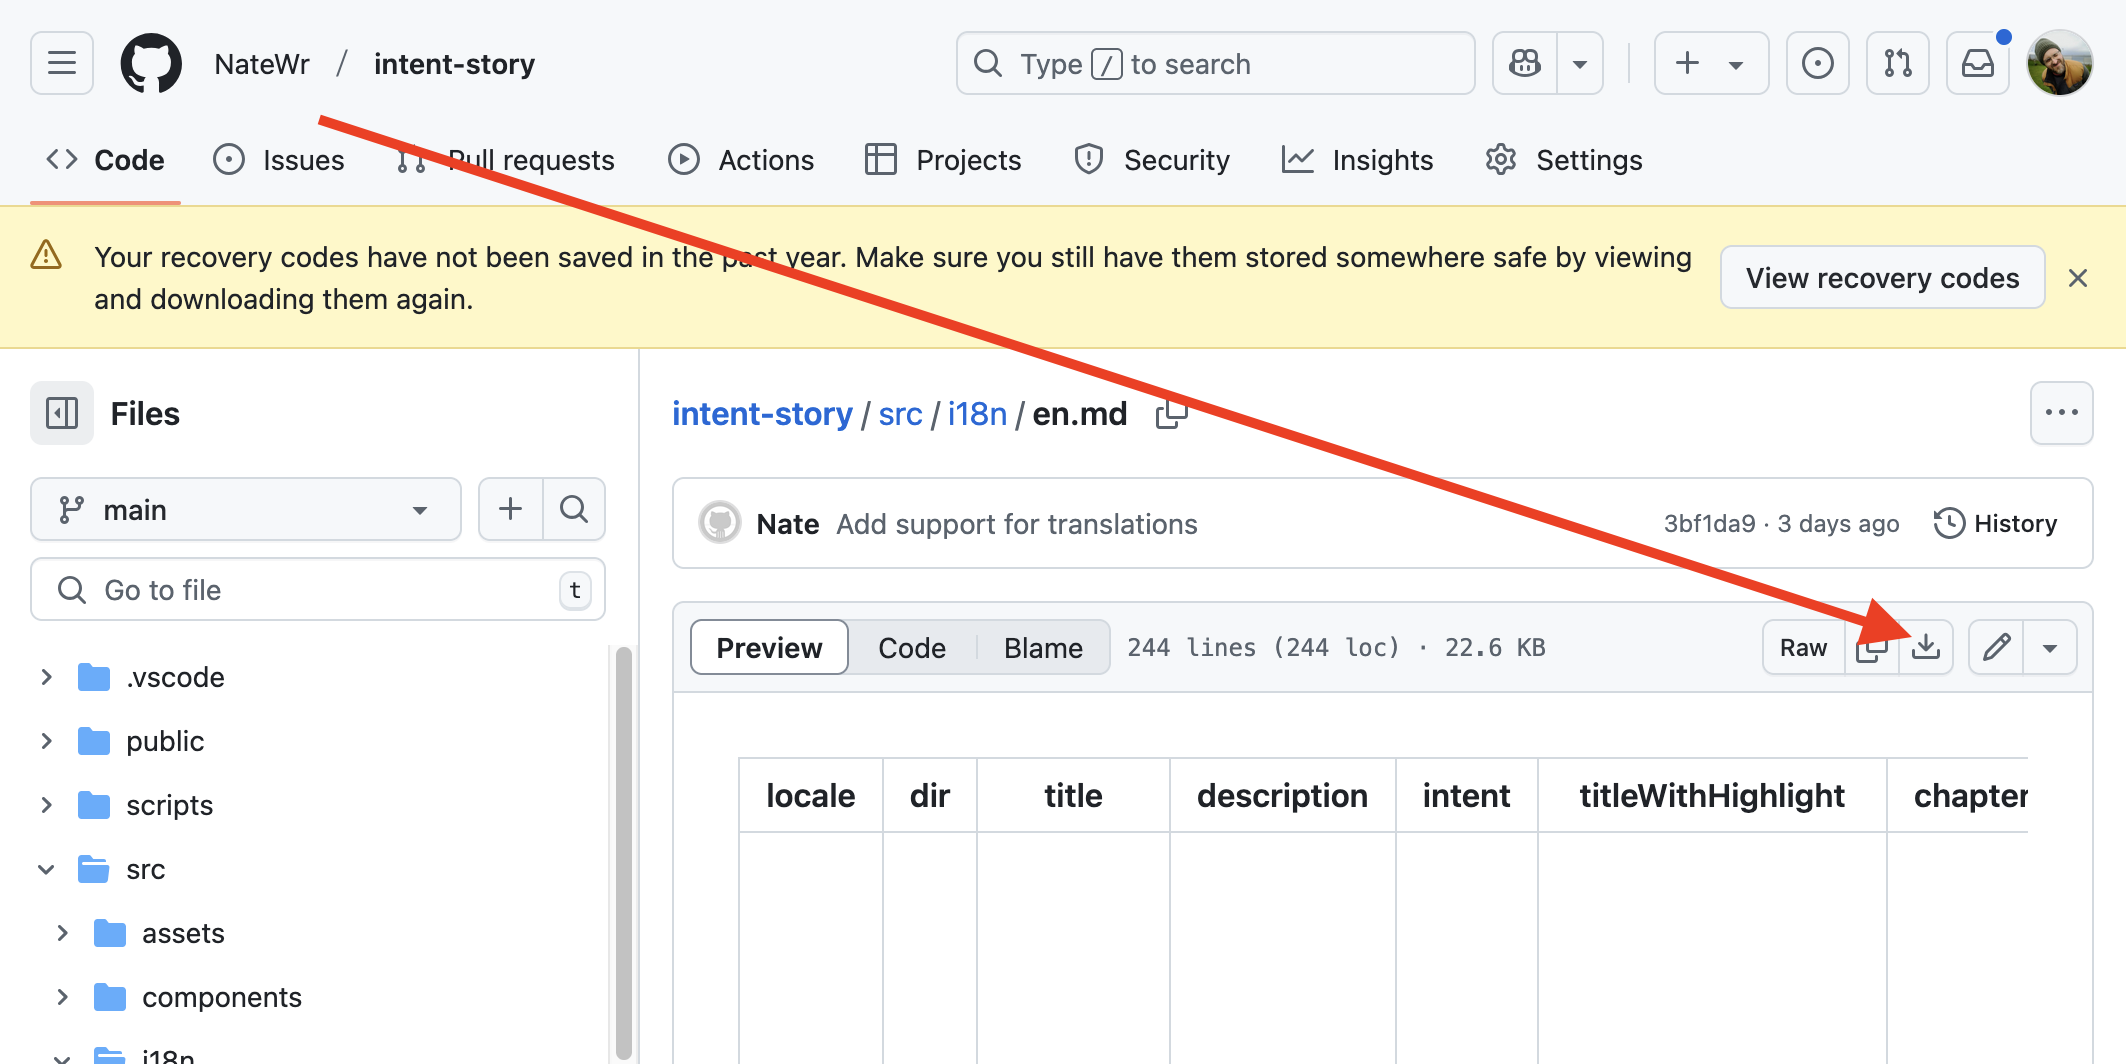 NateWr / intent-story
Type / to search
Code
Issues
Pull requests
Actions
Projects
Security
Insights
Settings
Your recovery codes have not been saved in the past year. Make sure you still have them stored somewhere safe by viewing
and downloading them again.
View recovery codes
Files
main
Go to file
t
.vscode
public
scripts
src
assets
components
i18n
intent-story / src / i18n / en.md
Nate Add support for translations
3bf1da9 · 3 days ago
History
Preview
Code
Blame
244 lines (244 loc) · 22.6 KB
Raw
locale dir title description intent titleWithHighlight chapter